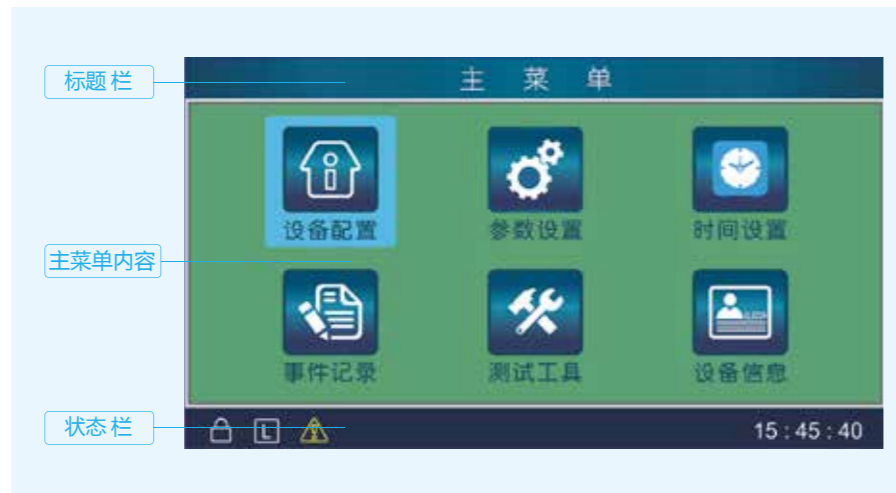 标题栏
主 菜 单
设备配置 参数设置 时间设置
主菜单内容
事件记录 测试工具 设备信息
状态栏
L
15 : 45 : 40